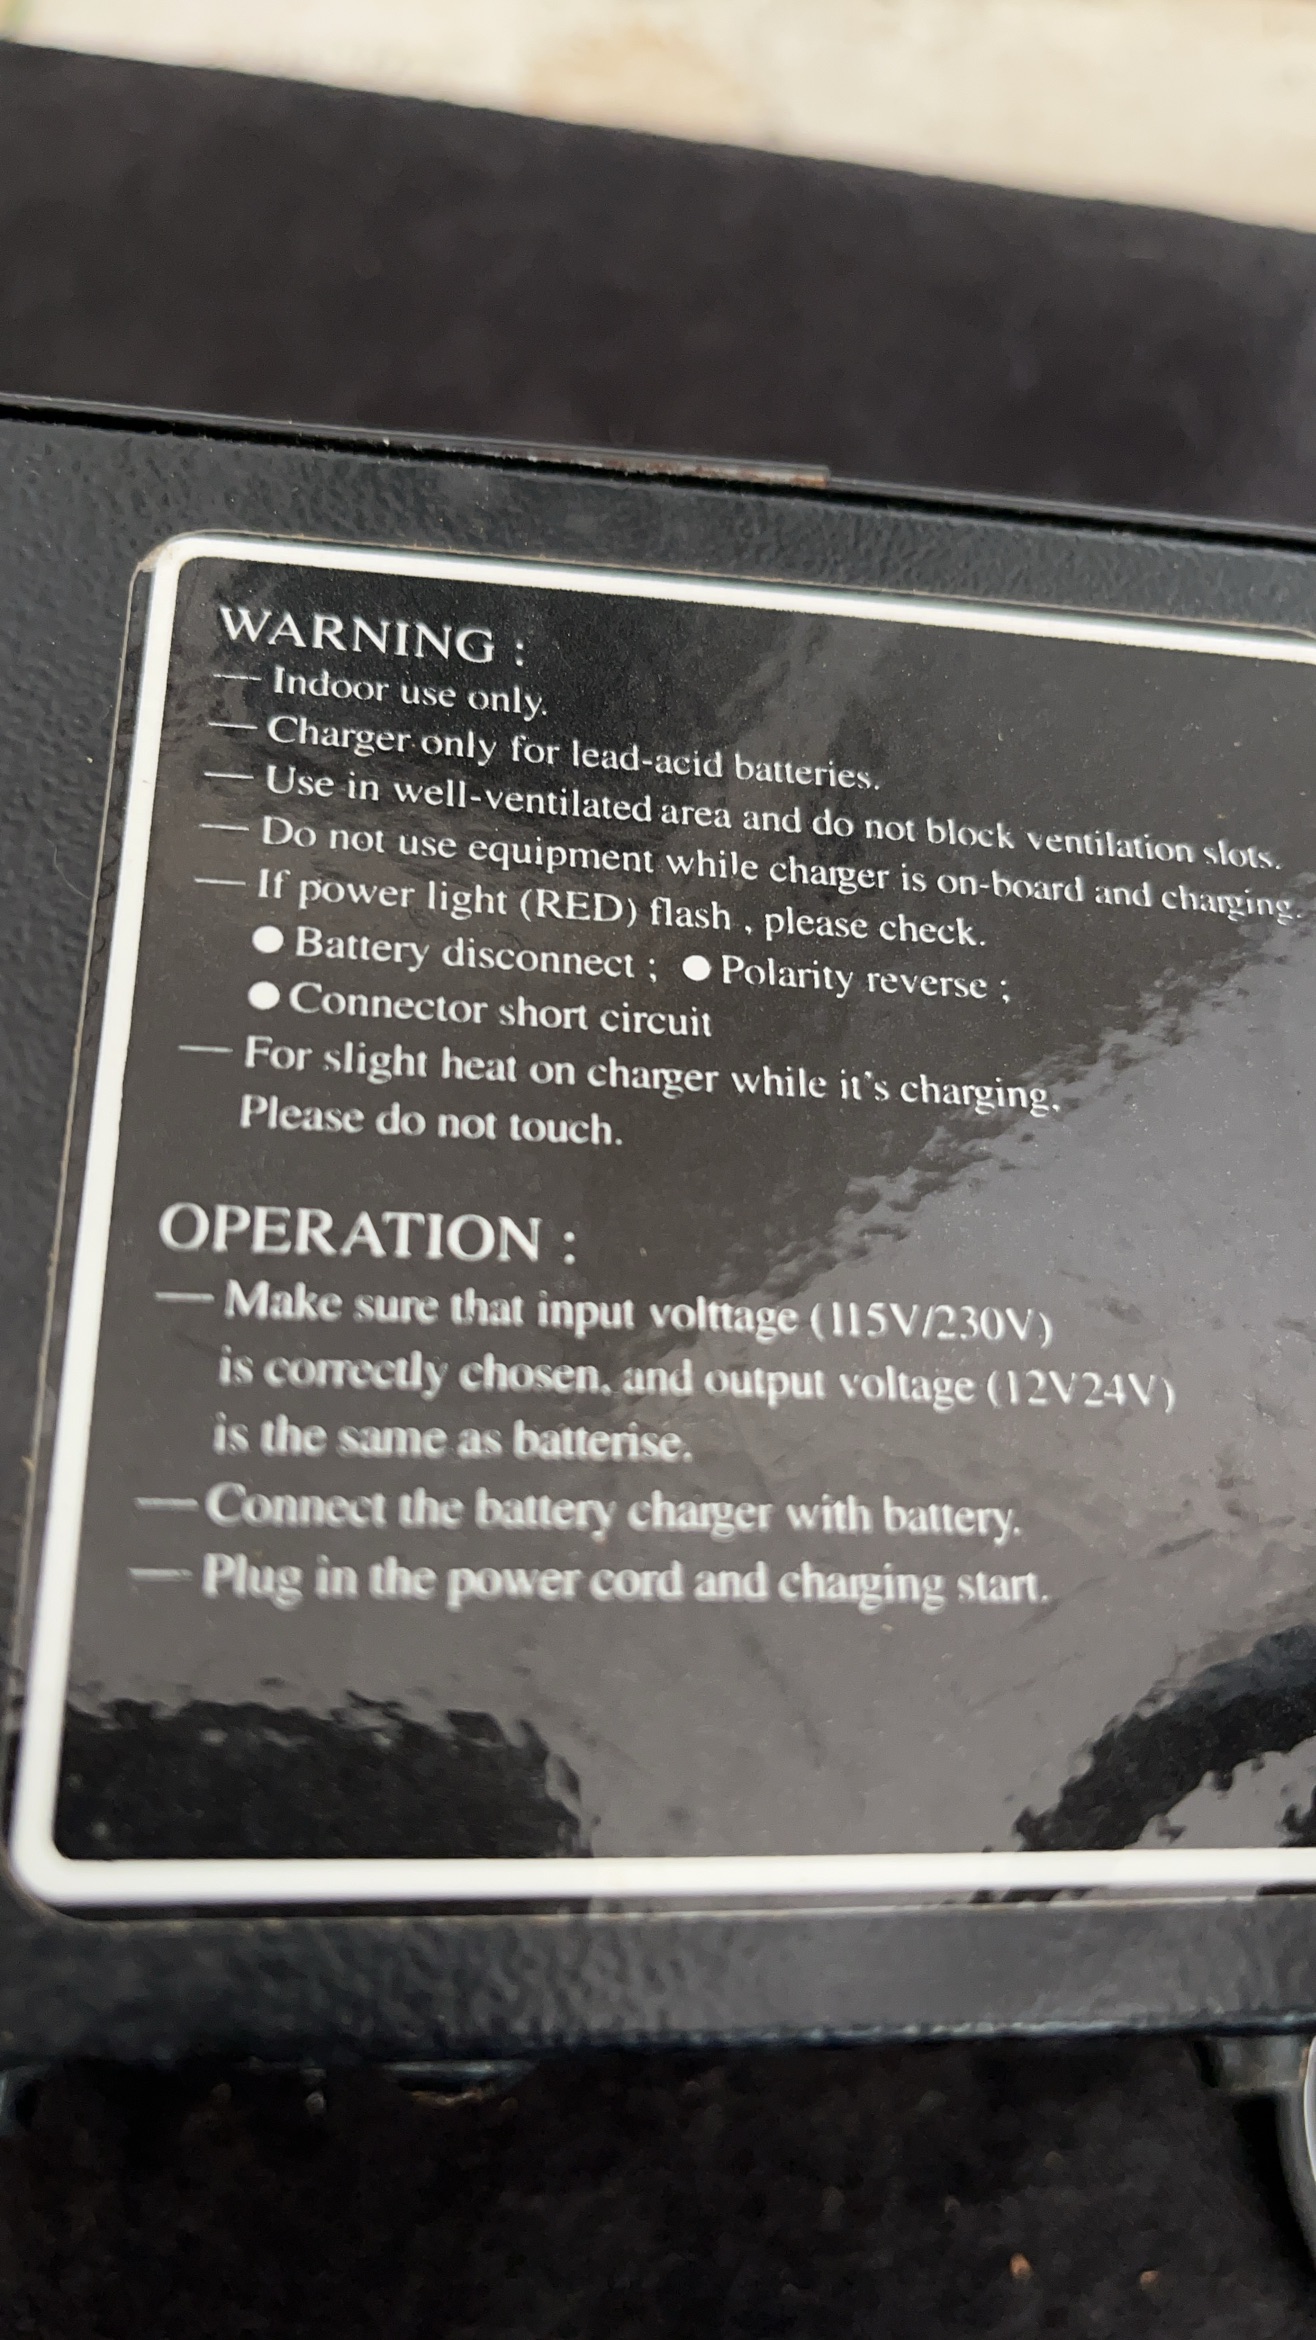 WARNING :
— Indoor use only.
— Charger only for lead-acid batteries.
— Use in well-ventilated area and do not block ventilation slots.
— Do not use equipment while charger is on-board and charging.
— If power light (RED) flash , please check.
● Battery disconnect ; ● Polarity reverse ;
● Connector short circuit
— For slight heat on charger while it's charging,
Please do not touch.
OPERATION :
— Make sure that input volttage (115V/230V)
is correctly chosen, and output voltage (12V24V)
is the same as batterise.
— Connect the battery charger with battery.
— Plug in the power cord and charging start.